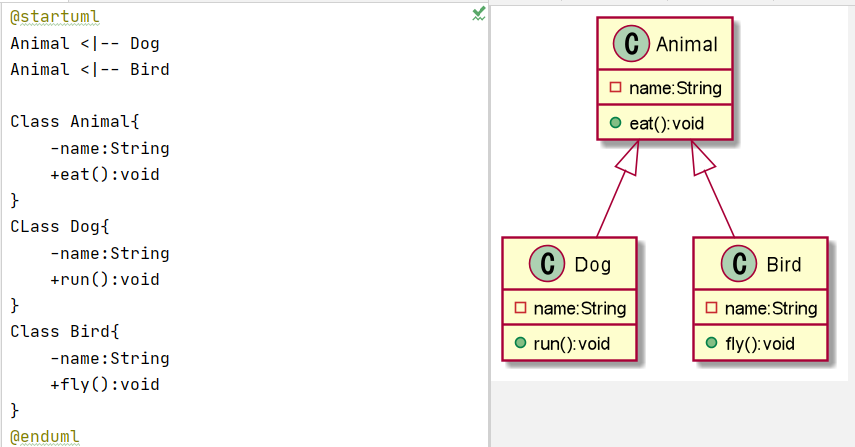 @startuml
Animal <|-- Dog
Animal <|-- Bird
Class Animal{
-name:String
+eat():void
}
CLass Dog{
-name:String
+run():void
}
Class Bird{
-name:String
+fly():void
}
@enduml
C Animal
name:String
eat():void
C Dog
name:String
run():void
C Bird
name:String
fly():void